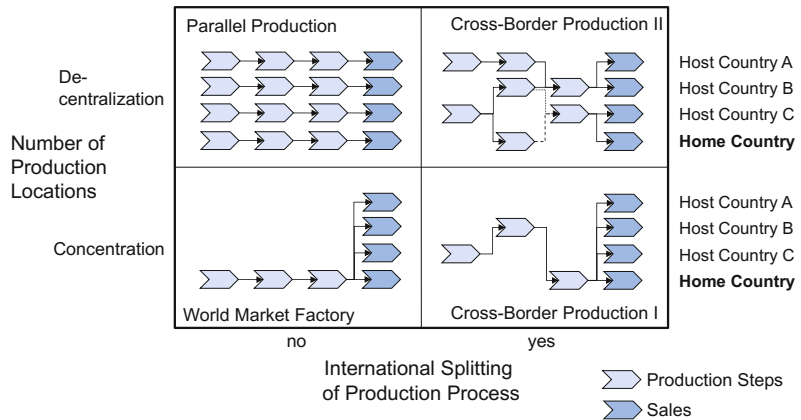 Parallel Production
Cross-Border Production II
De-
centralization
Number of
Production
Locations
Host Country A
Host Country B
Host Country C
Home Country
Concentration
Host Country A
Host Country B
Host Country C
Home Country
World Market Factory
Cross-Border Production I
no
yes
International Splitting
of Production Process
Production Steps
Sales